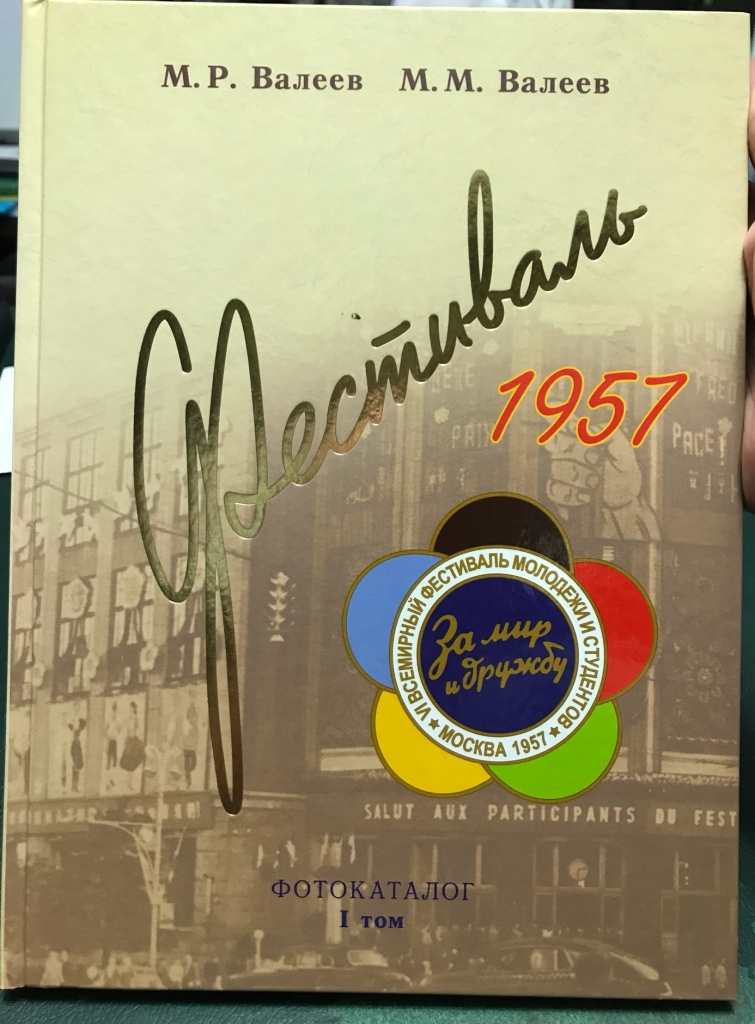 М. Р. Валеев М. М. Валеев
Фестиваль
1957
PAIX
PACE!
VI ВСЕМИРНЫЙ ФЕСТИВАЛЬ МОЛОДЕЖИ И СТУДЕНТОВ
За мир
и дружбу
★ МОСКВА 1957 ★
SALUT AUX PARTICIPANTS DU FEST
ФОТОКАТАЛОГ
I том